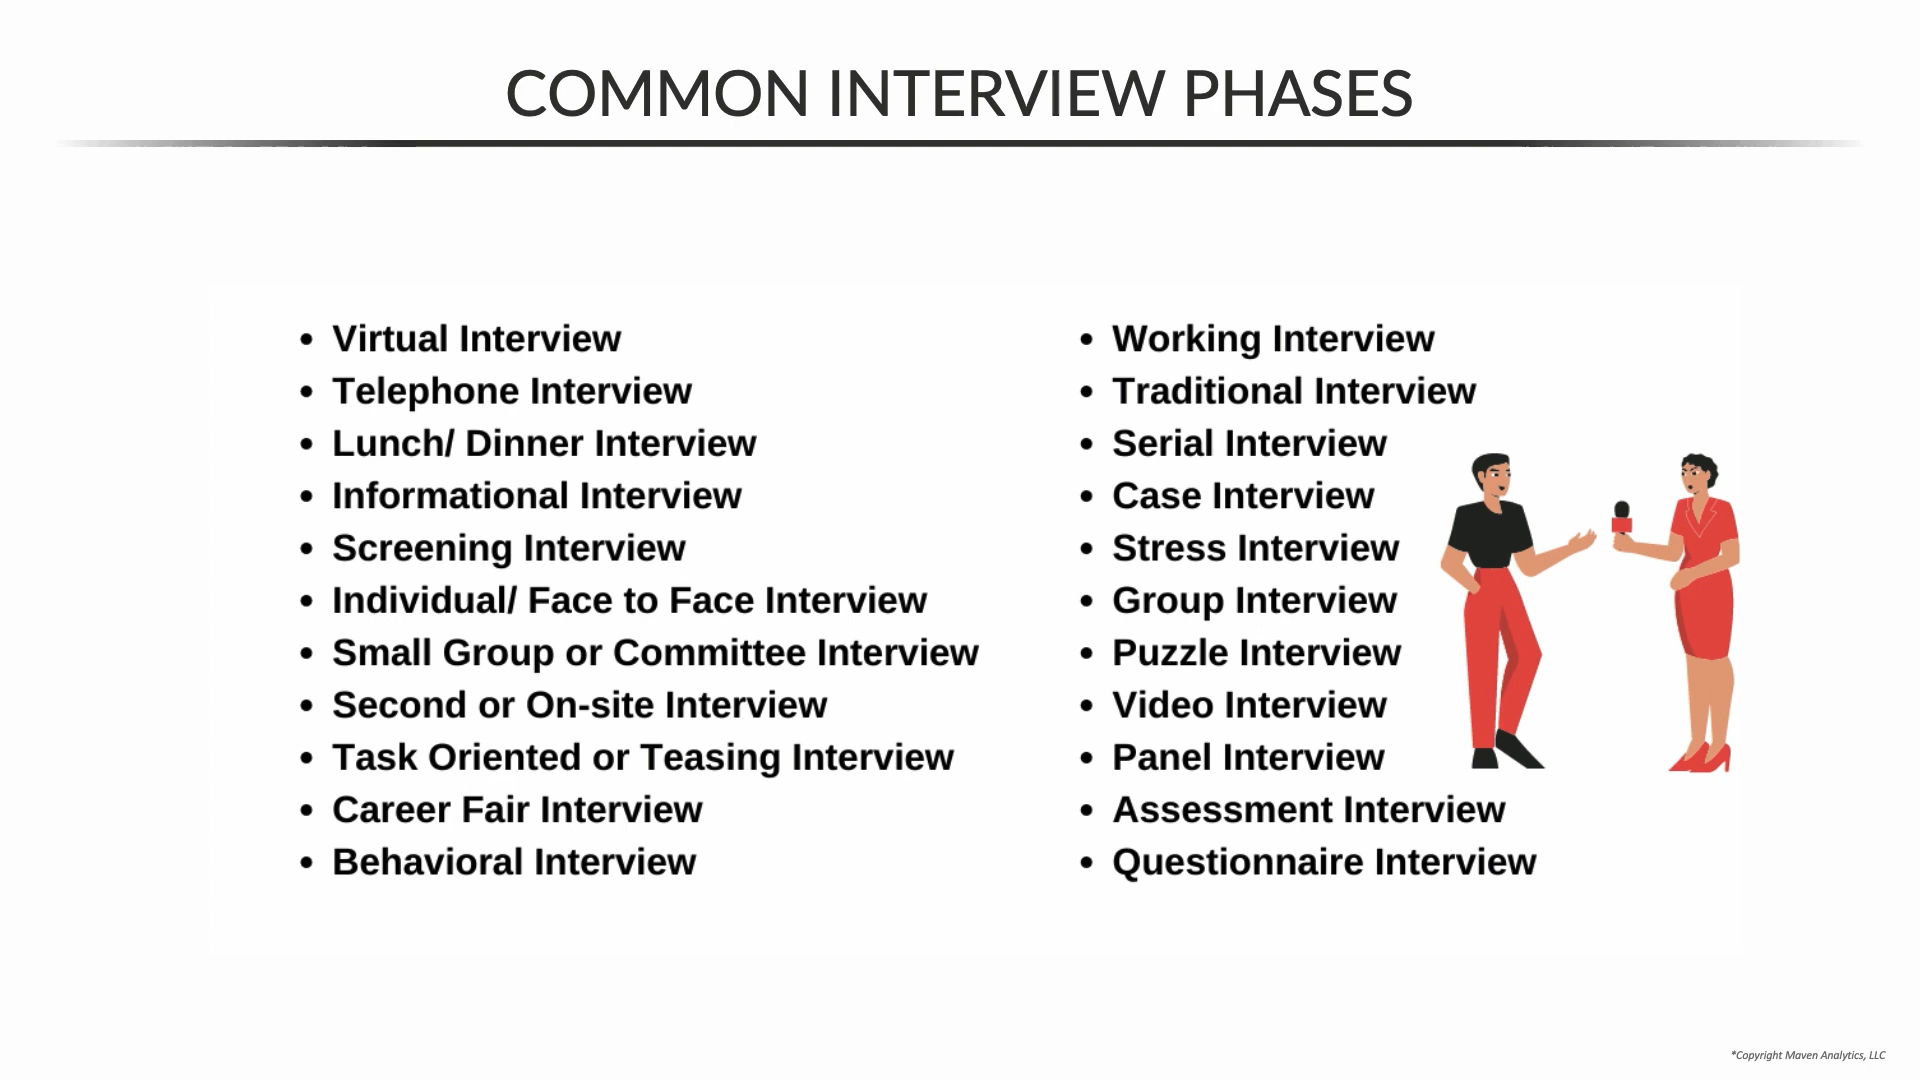 COMMON INTERVIEW PHASES
• Virtual Interview
• Telephone Interview
• Lunch/ Dinner Interview
• Informational Interview
• Screening Interview
• Individual/ Face to Face Interview
• Small Group or Committee Interview
• Second or On-site Interview
• Task Oriented or Teasing Interview
• Career Fair Interview
• Behavioral Interview
• Working Interview
• Traditional Interview
• Serial Interview
• Case Interview
• Stress Interview
• Group Interview
• Puzzle Interview
• Video Interview
• Panel Interview
• Assessment Interview
• Questionnaire Interview
*Copyright Maven Analytics, LLC